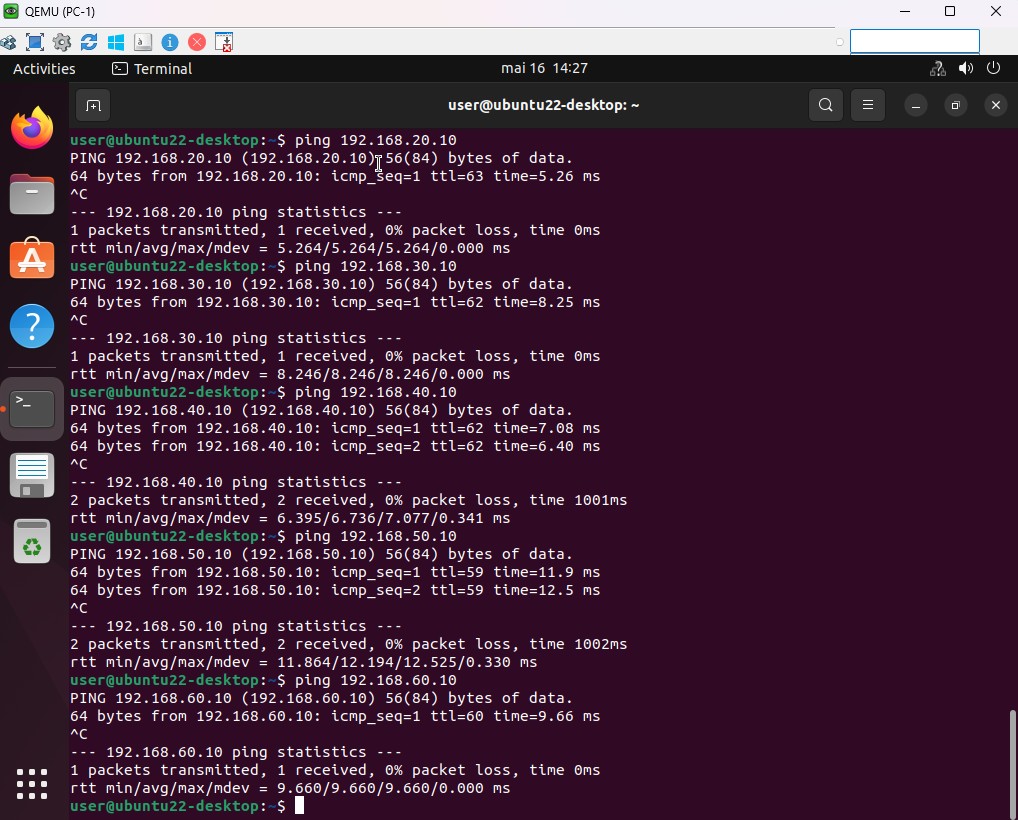 QEMU (PC-1)
Activities
Terminal
mai 16 14:27
user@ubuntu22-desktop: ~
user@ubuntu22-desktop:~$ ping 192.168.20.10
PING 192.168.20.10 (192.168.20.10) 56(84) bytes of data.
64 bytes from 192.168.20.10: icmp_seq=1 ttl=63 time=5.26 ms
^C
--- 192.168.20.10 ping statistics ---
1 packets transmitted, 1 received, 0% packet loss, time 0ms
rtt min/avg/max/mdev = 5.264/5.264/5.264/0.000 ms
user@ubuntu22-desktop:~$ ping 192.168.30.10
PING 192.168.30.10 (192.168.30.10) 56(84) bytes of data.
64 bytes from 192.168.30.10: icmp_seq=1 ttl=62 time=8.25 ms
^C
--- 192.168.30.10 ping statistics ---
1 packets transmitted, 1 received, 0% packet loss, time 0ms
rtt min/avg/max/mdev = 8.246/8.246/8.246/0.000 ms
user@ubuntu22-desktop:~$ ping 192.168.40.10
PING 192.168.40.10 (192.168.40.10) 56(84) bytes of data.
64 bytes from 192.168.40.10: icmp_seq=1 ttl=62 time=7.08 ms
64 bytes from 192.168.40.10: icmp_seq=2 ttl=62 time=6.40 ms
^C
--- 192.168.40.10 ping statistics ---
2 packets transmitted, 2 received, 0% packet loss, time 1001ms
rtt min/avg/max/mdev = 6.395/6.736/7.077/0.341 ms
user@ubuntu22-desktop:~$ ping 192.168.50.10
PING 192.168.50.10 (192.168.50.10) 56(84) bytes of data.
64 bytes from 192.168.50.10: icmp_seq=1 ttl=59 time=11.9 ms
64 bytes from 192.168.50.10: icmp_seq=2 ttl=59 time=12.5 ms
^C
--- 192.168.50.10 ping statistics ---
2 packets transmitted, 2 received, 0% packet loss, time 1002ms
rtt min/avg/max/mdev = 11.864/12.194/12.525/0.330 ms
user@ubuntu22-desktop:~$ ping 192.168.60.10
PING 192.168.60.10 (192.168.60.10) 56(84) bytes of data.
64 bytes from 192.168.60.10: icmp_seq=1 ttl=60 time=9.66 ms
^C
--- 192.168.60.10 ping statistics ---
1 packets transmitted, 1 received, 0% packet loss, time 0ms
rtt min/avg/max/mdev = 9.660/9.660/9.660/0.000 ms
user@ubuntu22-desktop:~$